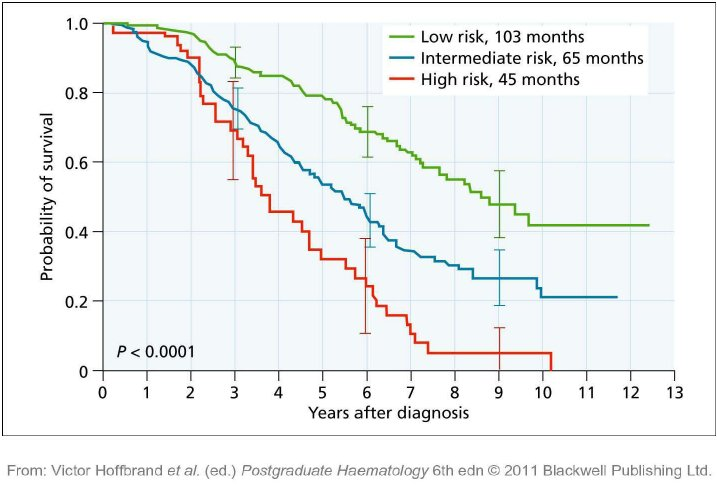 1.0
0.8
0.6
0.4
0.2
0
Probability of survival
Low risk, 103 months
Intermediate risk, 65 months
High risk, 45 months
P < 0.0001
0 1 2 3 4 5 6 7 8 9 10 11 12 13
Years after diagnosis
From: Victor Hoffbrand et al. (ed.) Postgraduate Haematology 6th edn © 2011 Blackwell Publishing Ltd.